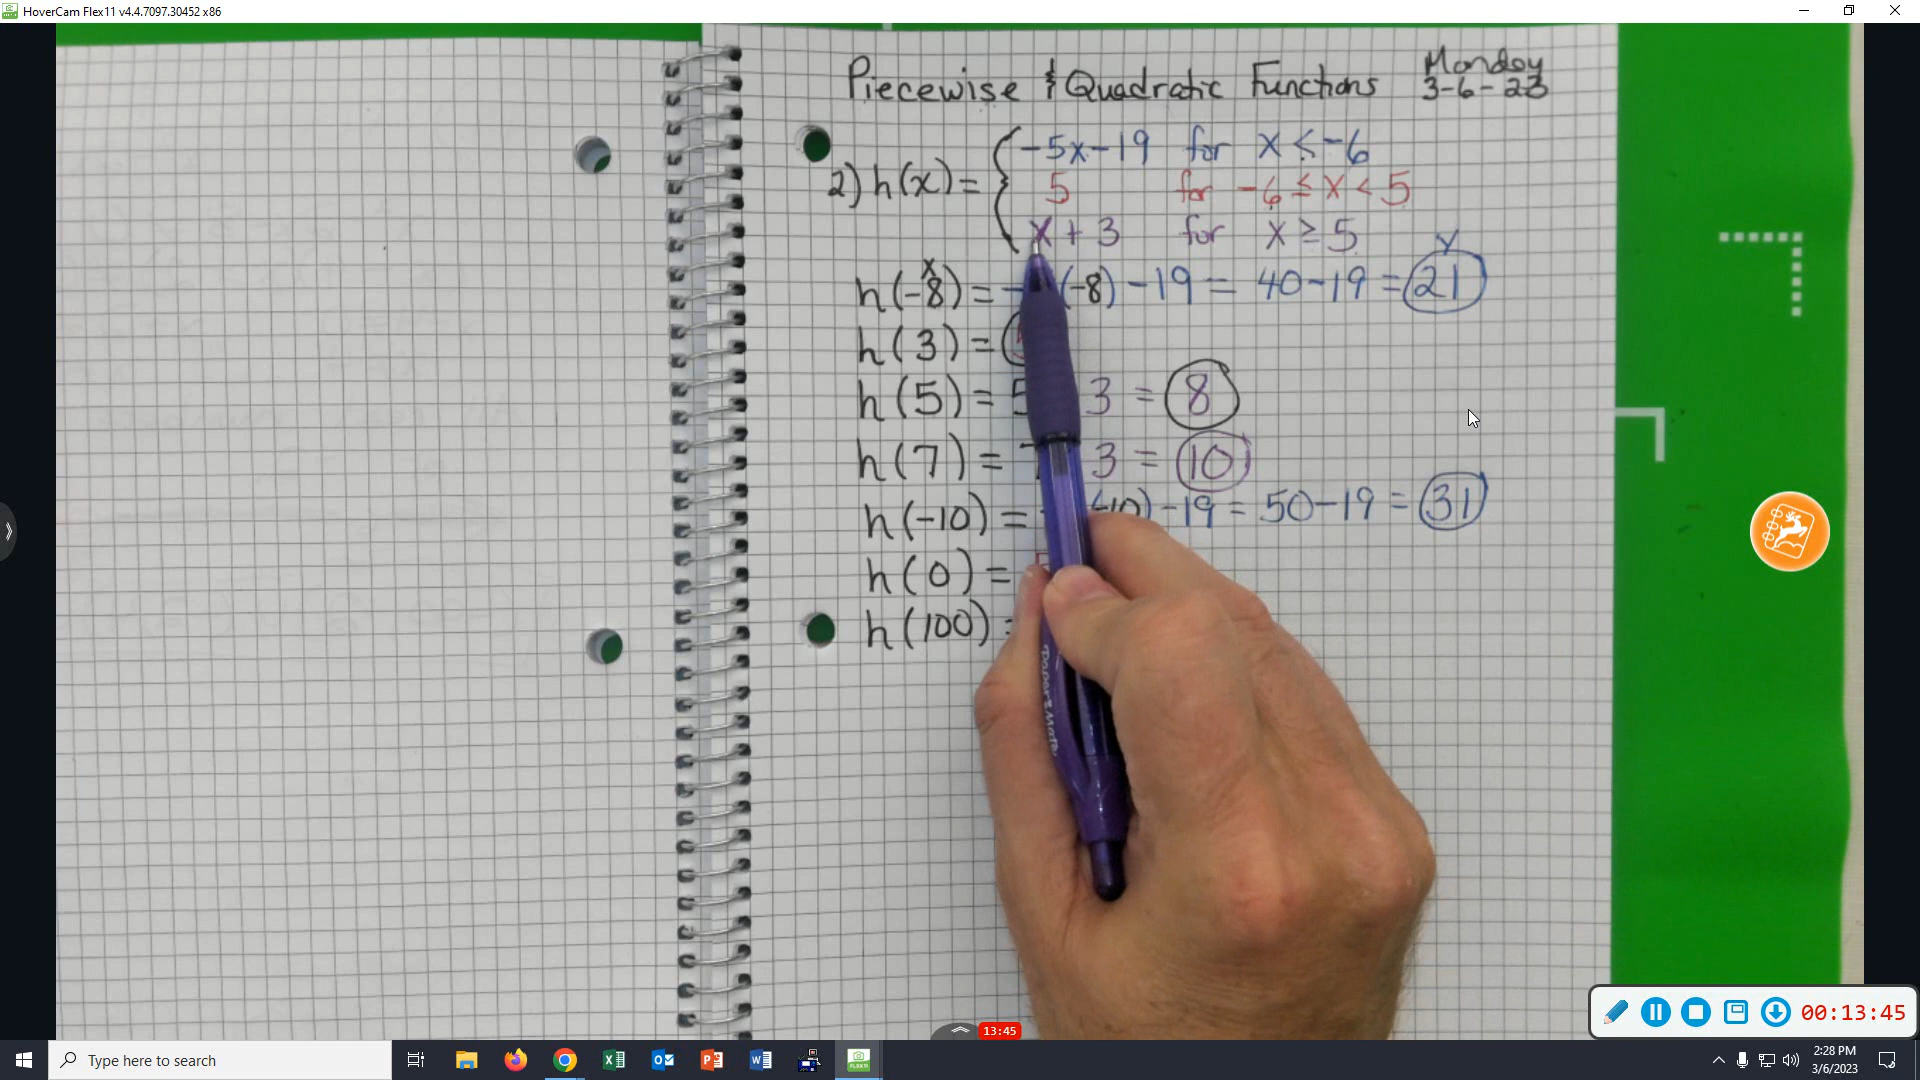 HoverCam Flex11 v4.4.7097.30452 x86
Piecewise & Quadratic Functions Monday 3-6-23
2) h(x) = { -5x-19 for x < -6
5 for -6 ≤ x < 5
x + 3 for x ≥ 5
h(-8) = - (-8) - 19 = 40 - 19 = 21
x
y
h(3) =
h(5) = 5 3 = 8
h(7) = 3 = 10
h(-10) = (-10) - 19 = 50 - 19 = 31
h(0) =
h(100) =
PaperMate
00:13:45
13:45
Type here to search
2:28 PM
3/6/2023